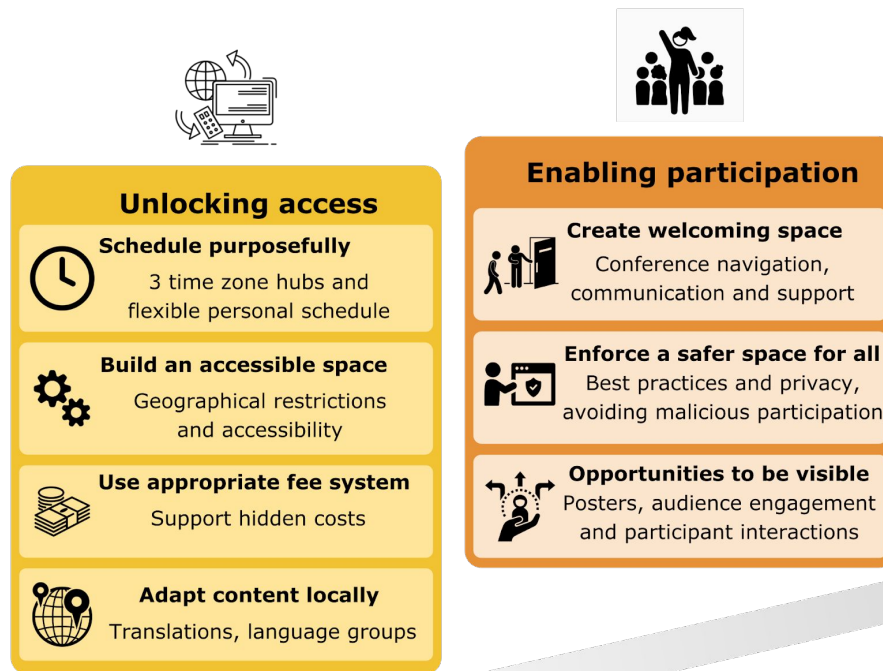 Unlocking access
Schedule purposefully
3 time zone hubs and
flexible personal schedule
Build an accessible space
Geographical restrictions
and accessibility
Use appropriate fee system
Support hidden costs
Adapt content locally
Translations, language groups
Enabling participation
Create welcoming space
Conference navigation,
communication and support
Enforce a safer space for all
Best practices and privacy,
avoiding malicious participation
Opportunities to be visible
Posters, audience engagement
and participant interactions